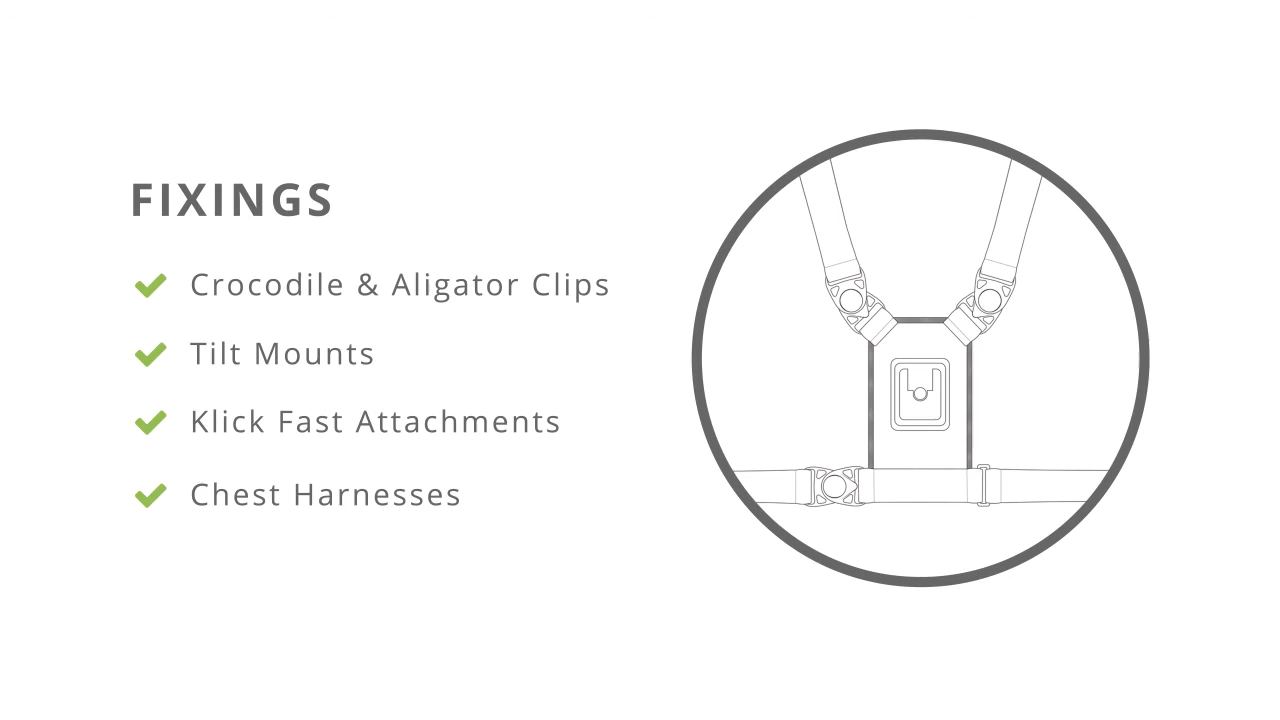 FIXINGS
Crocodile & Aligator Clips
Tilt Mounts
Klick Fast Attachments
Chest Harnesses